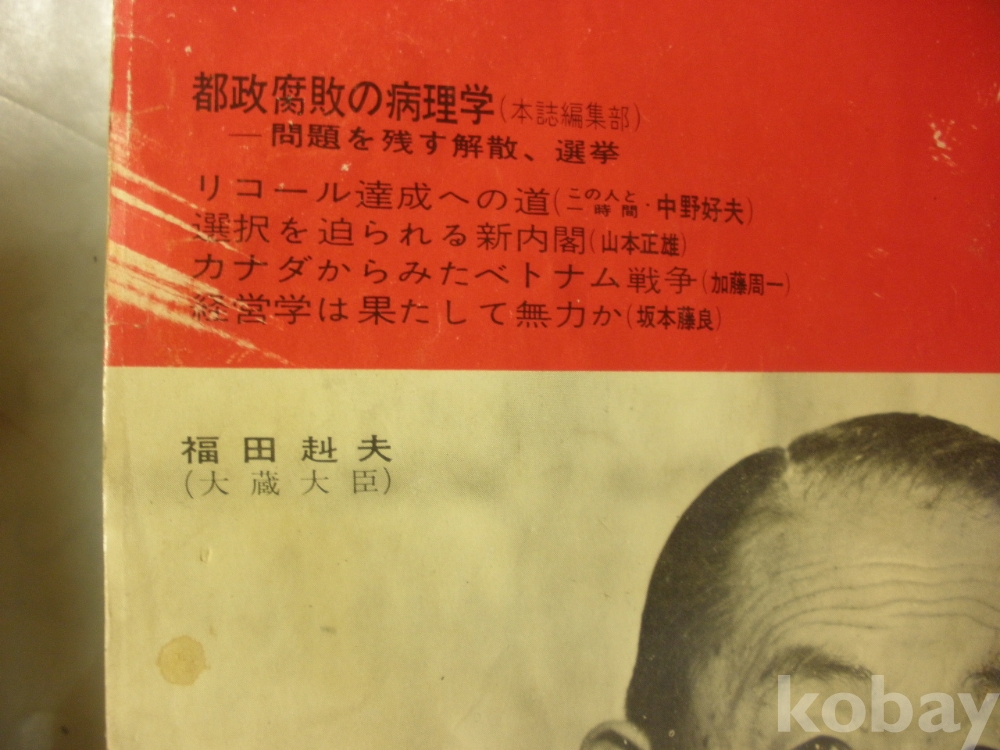 都政腐敗の病理学(本誌編集部)
―問題を残す解散、選挙
リコール達成への道(この人と一時間・中野好夫)
選択を迫られる新内閣(山本正雄)
カナダからみたベトナム戦争(加藤周一)
経営学は果たして無力か(坂本藤良)
福田赳夫
(大蔵大臣)
kobay